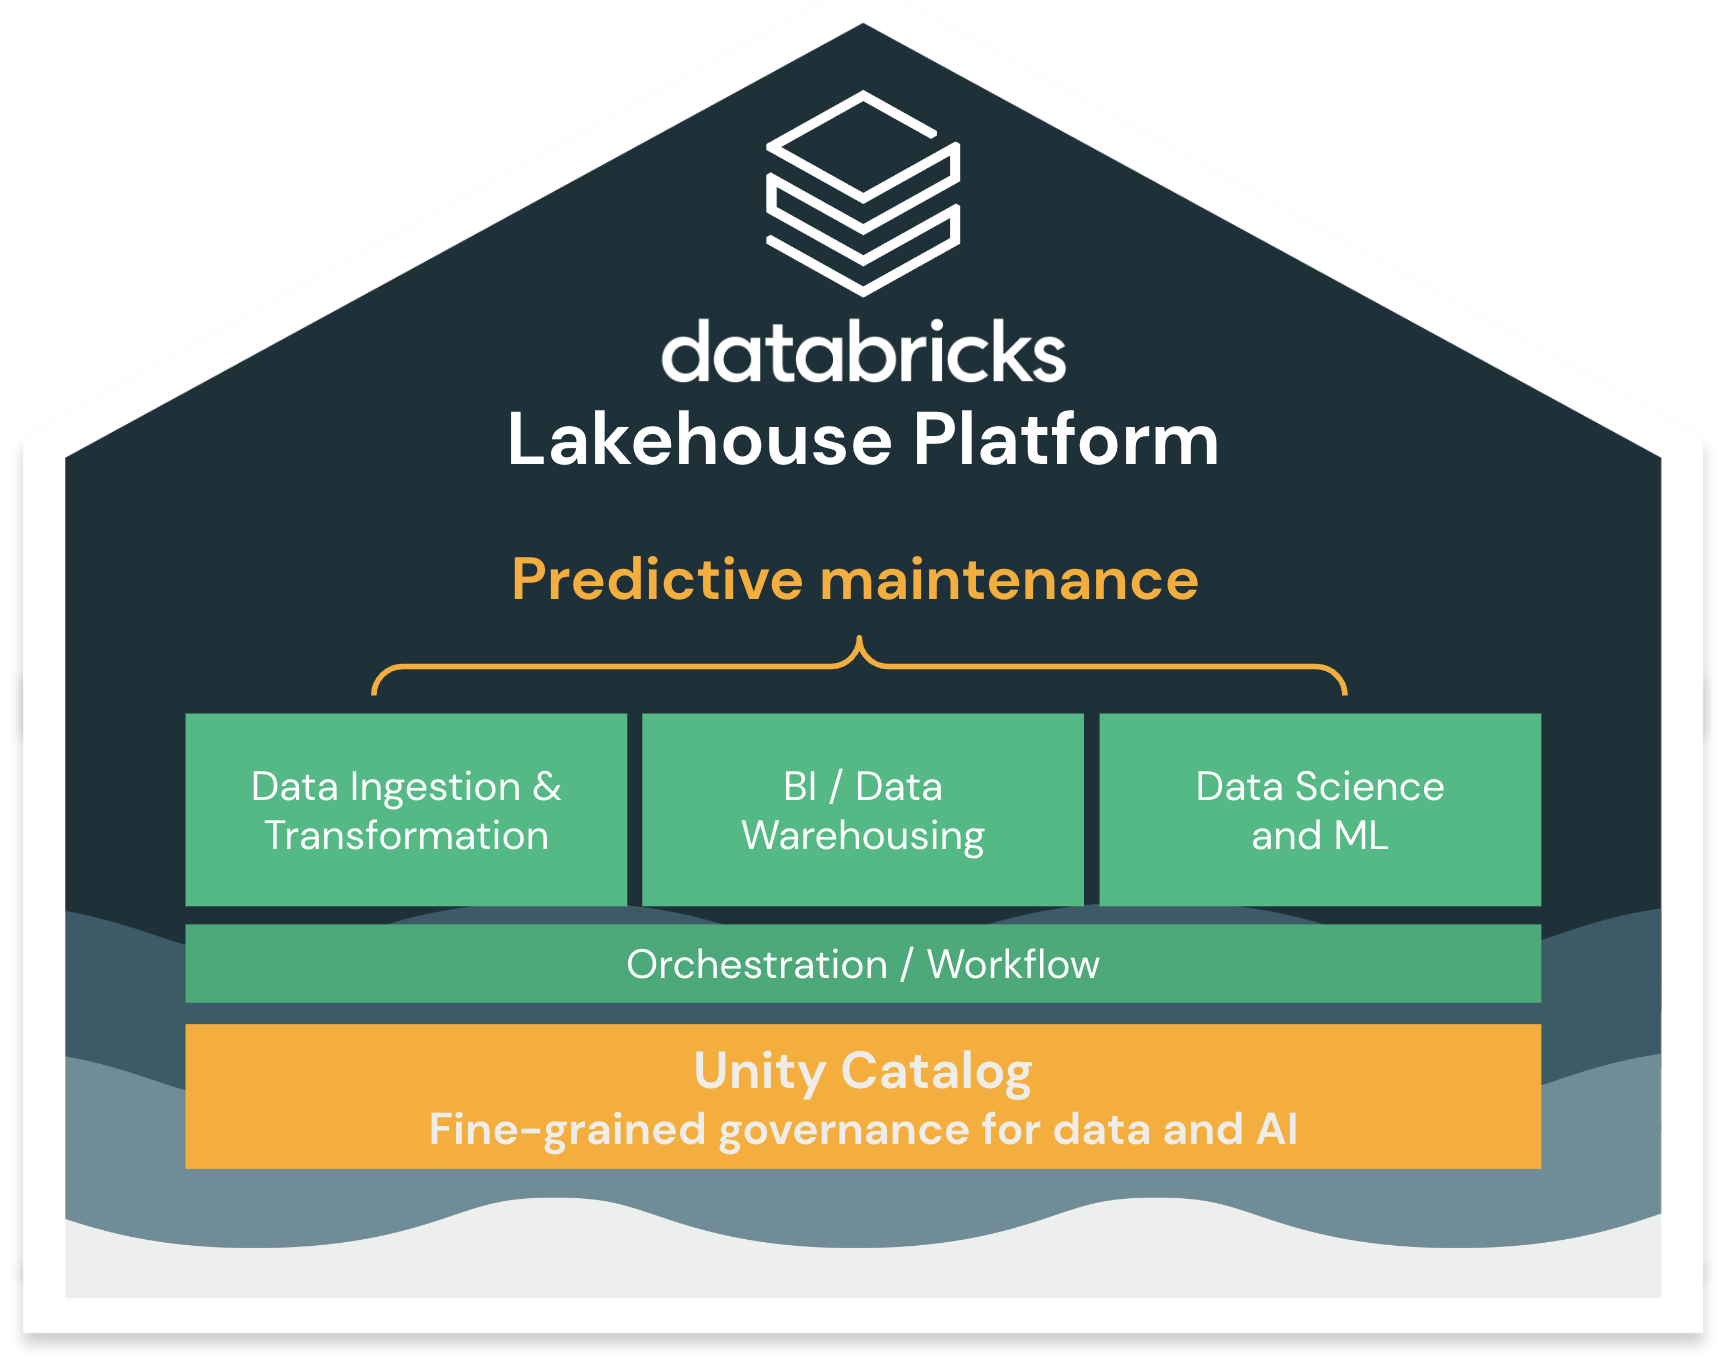 databricks
Lakehouse Platform
Predictive maintenance
Data Ingestion &
Transformation
BI / Data
Warehousing
Data Science
and ML
Orchestration / Workflow
Unity Catalog
Fine-grained governance for data and AI